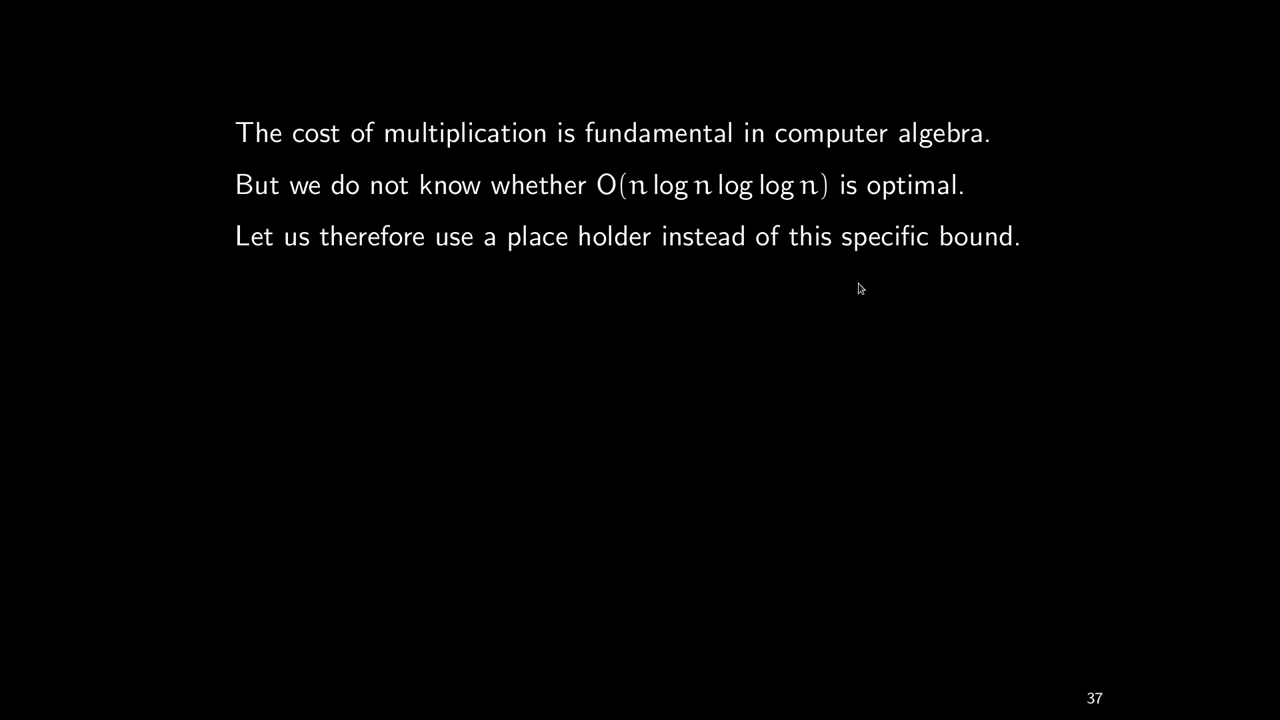 The cost of multiplication is fundamental in computer algebra.
But we do not know whether O(n log n log log n) is optimal.
Let us therefore use a place holder instead of this specific bound.
37